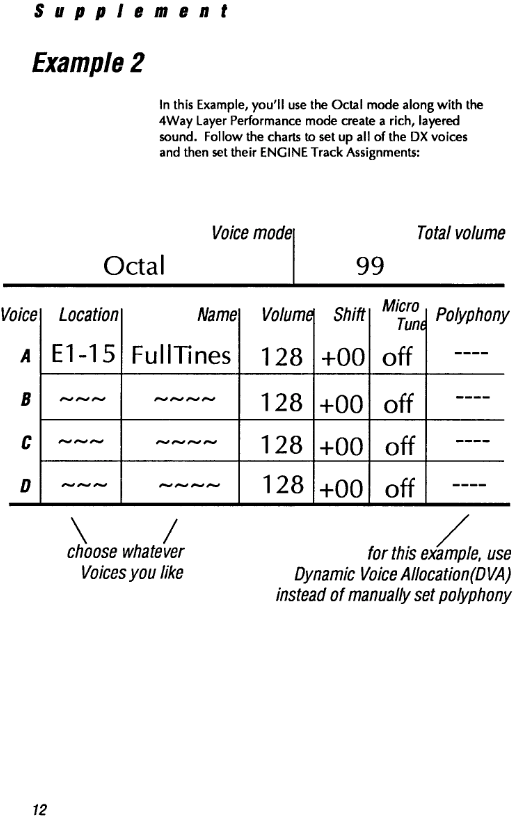 Supplement
Example 2
In this Example, you'll use the Octal mode along with the
4Way Layer Performance mode create a rich, layered
sound. Follow the charts to set up all of the DX voices
and then set their ENGINE Track Assignments:
Voice mode Total volume
Octal 99
Voice Location Name Volume Shift Micro Tune Polyphony
A E1-15 FullTines 128 +00 off ----
B ~~~ ~~~~ 128 +00 off ----
C ~~~ ~~~~ 128 +00 off ----
D ~~~ ~~~~ 128 +00 off ----
choose whatever
Voices you like
for this example, use
Dynamic Voice Allocation(DVA)
instead of manually set polyphony
12